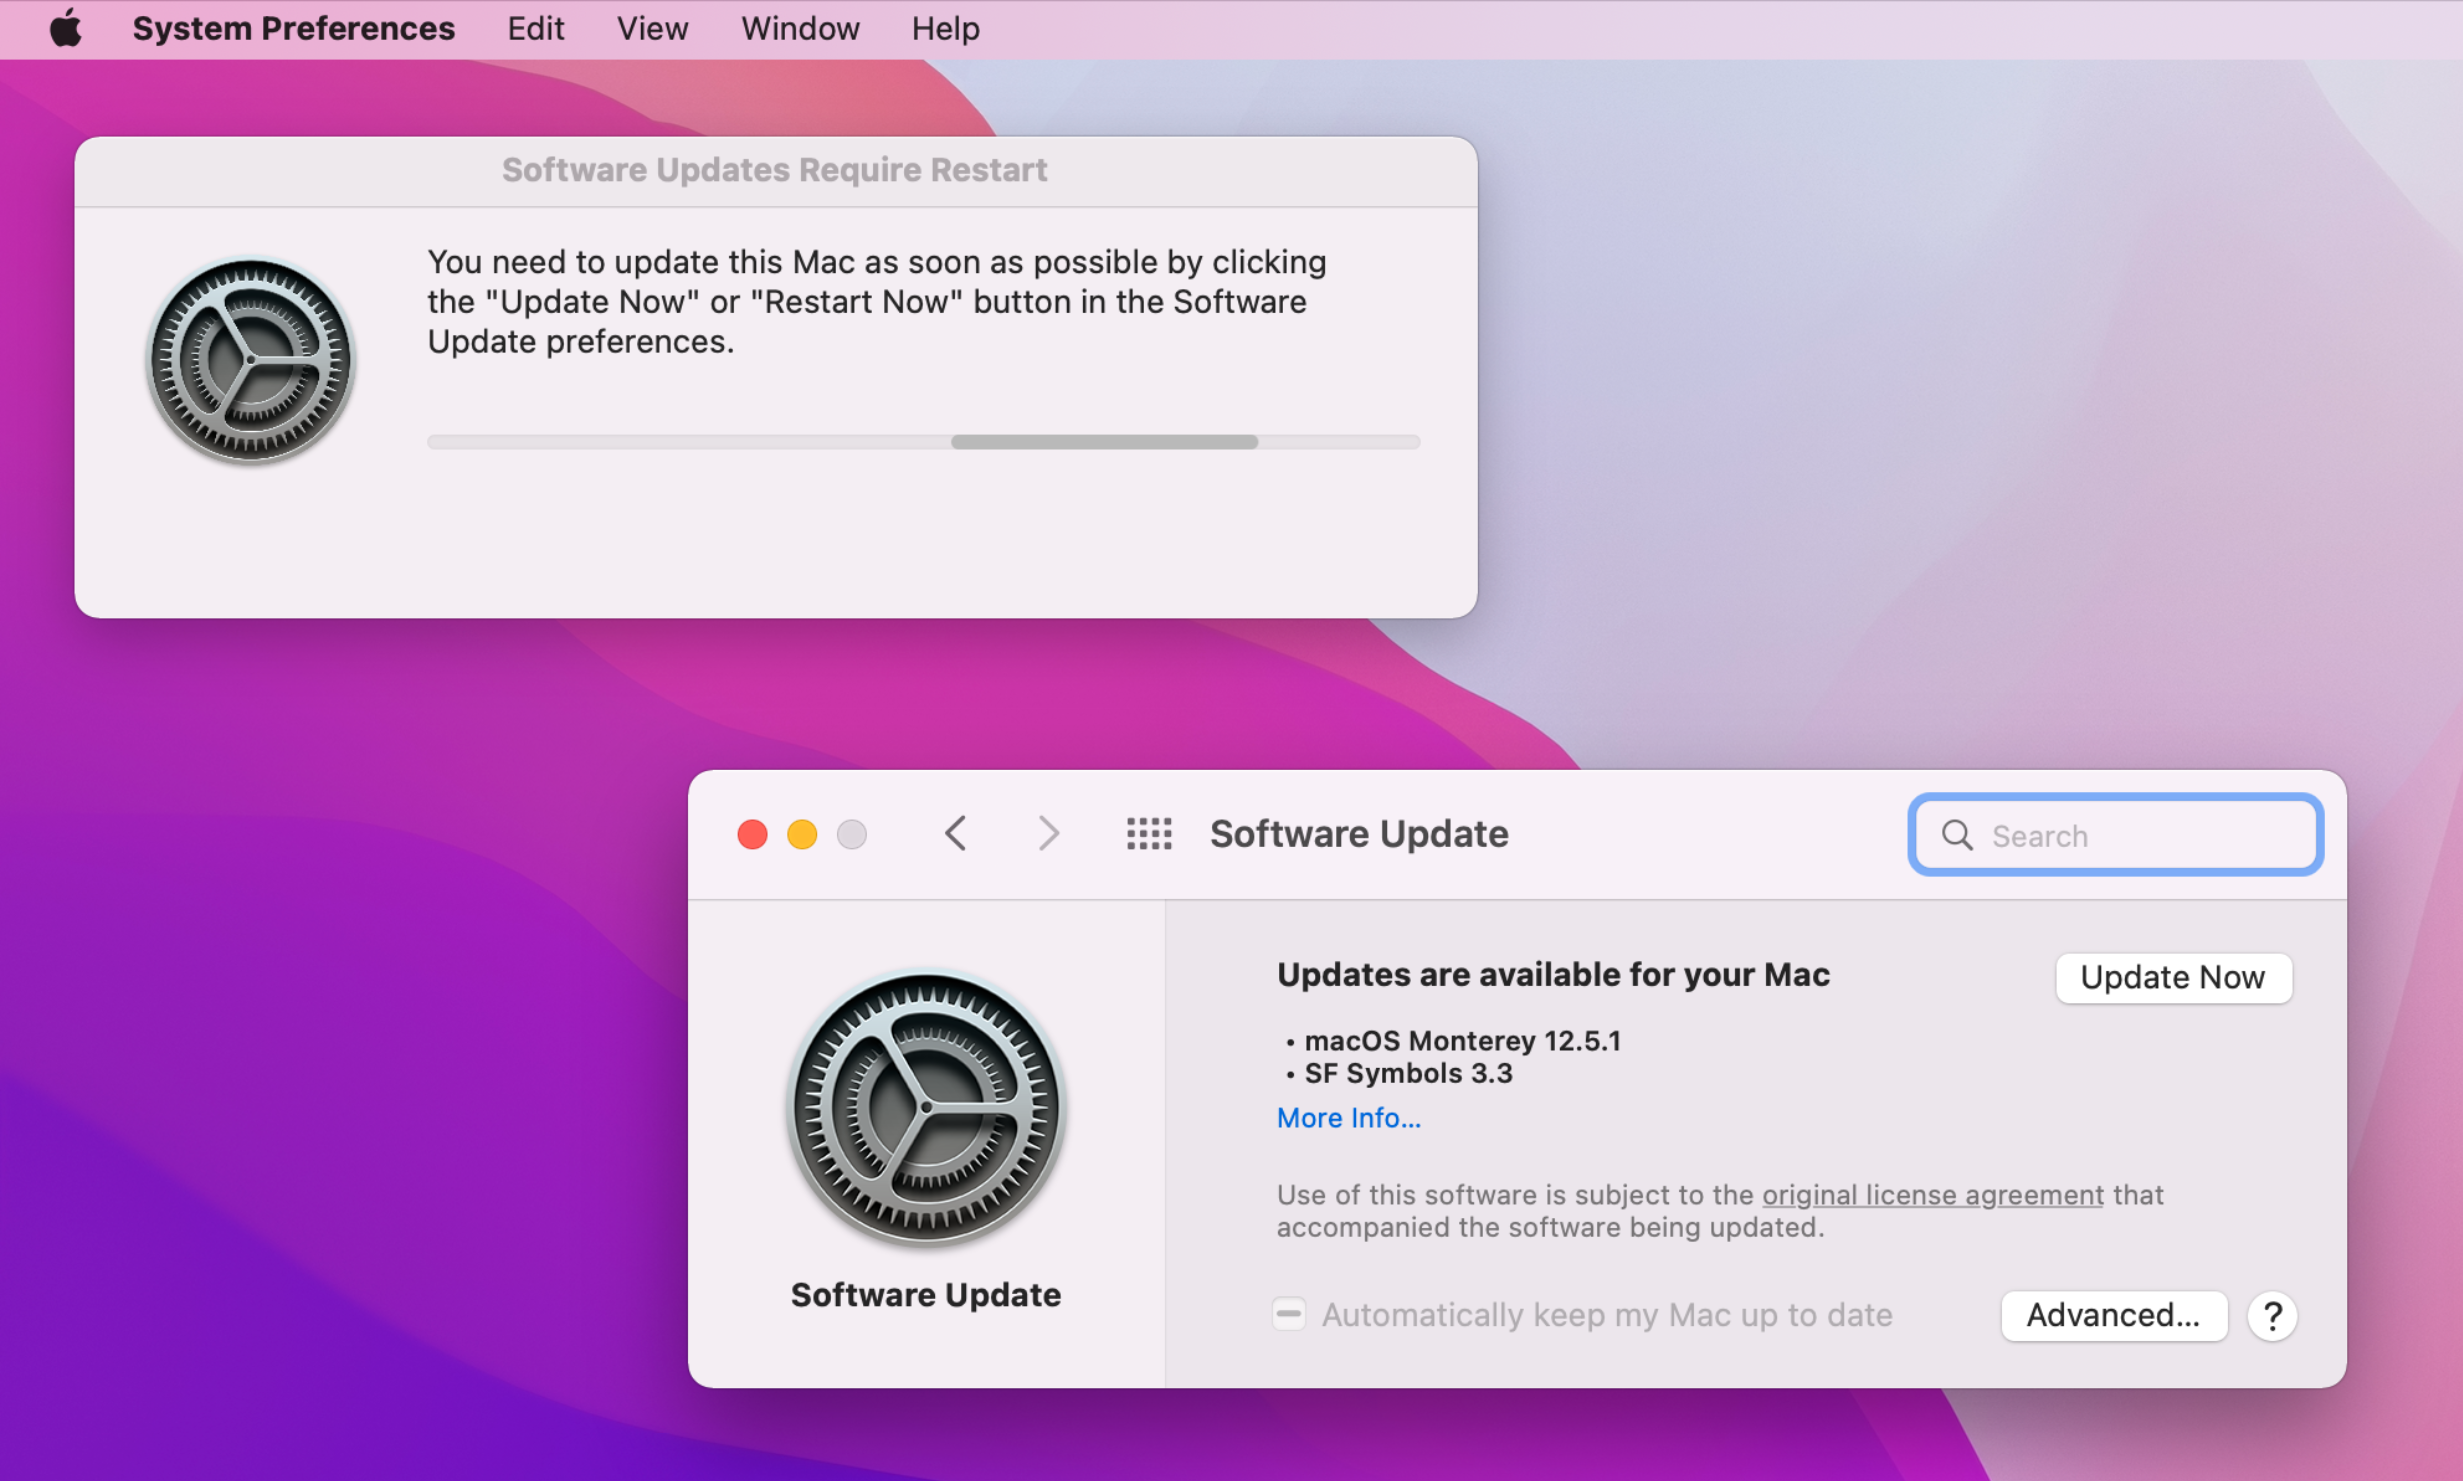 System Preferences Edit View Window Help
Software Updates Require Restart
You need to update this Mac as soon as possible by clicking
the "Update Now" or "Restart Now" button in the Software
Update preferences.
Software Update
Search
Updates are available for your Mac
Update Now
• macOS Monterey 12.5.1
• SF Symbols 3.3
More Info...
Use of this software is subject to the original license agreement that
accompanied the software being updated.
Software Update
Automatically keep my Mac up to date
Advanced...
?